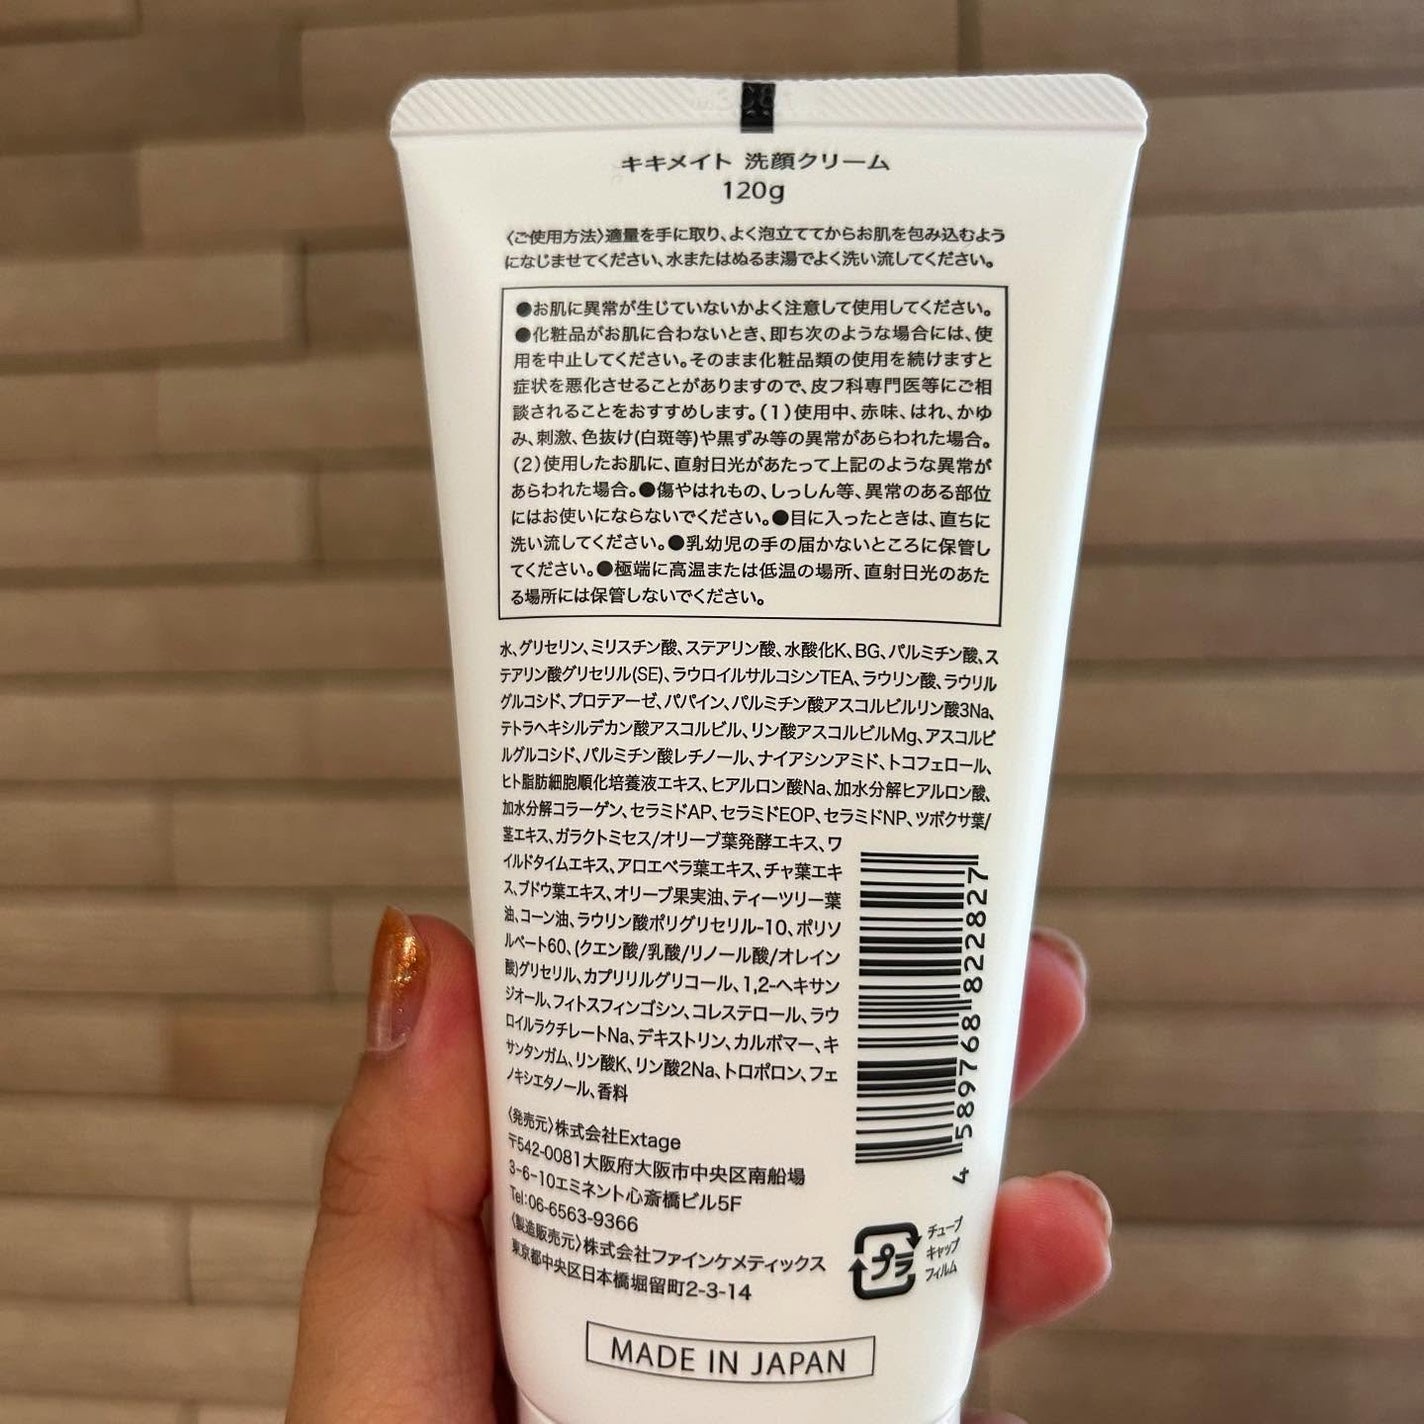 キキメイト 洗顔クリーム
120g
〈ご使用方法〉適量を手に取り、よく泡立ててからお肌を包み込むよう
になじませてください、水またはぬるま湯でよく洗い流してください。
●お肌に異常が生じていないかよく注意して使用してください。
●化粧品がお肌に合わないとき、即ち次のような場合には、使
用を中止してください。そのまま化粧品類の使用を続けますと
症状を悪化させることがありますので、皮フ科専門医等にご相
談されることをおすすめします。(1)使用中、赤味、はれ、かゆ
み、刺激、色抜け(白斑等)や黒ずみ等の異常があらわれた場合。
(2)使用したお肌に、直射日光があたって上記のような異常が
あらわれた場合。●傷やはれもの、しっしん等、異常のある部位
にはお使いにならないでください。●目に入ったときは、直ちに
洗い流してください。●乳幼児の手の届かないところに保管し
てください。●極端に高温または低温の場所、直射日光のあた
る場所には保管しないでください。
水、グリセリン、ミリスチン酸、ステアリン酸、水酸化K、BG、パルミチン酸、ス
テアリン酸グリセリル(SE)、ラウロイルサルコシンTEA、ラウリン酸、ラウリル
グルコシド、プロテアーゼ、パパイン、パルミチン酸アスコルビルリン酸3Na、
テトラヘキシルデカン酸アスコルビル、リン酸アスコルビルMg、アスコルビ
ルグルコシド、パルミチン酸レチノール、ナイアシンアミド、トコフェロール、
ヒト脂肪細胞順化培養液エキス、ヒアルロン酸Na、加水分解ヒアルロン酸、
加水分解コラーゲン、セラミドAP、セラミドEOP、セラミドNP、ツボクサ葉/
茎エキス、ガラクトミセス/オリーブ葉発酵エキス、ワ
イルドタイムエキス、アロエベラ葉エキス、チャ葉エキ
ス、ブドウ葉エキス、オリーブ果実油、ティーツリー葉
油、コーン油、ラウリン酸ポリグリセリル-10、ポリソ
ルベート60、(クエン酸/乳酸/リノール酸/オレイン
酸)グリセリル、カプリリルグリコール、1,2-ヘキサン
ジオール、フィトスフィンゴシン、コレステロール、ラウ
ロイルラクチレートNa、デキストリン、カルボマー、キ
サンタンガム、リン酸K、リン酸2Na、トロポロン、フェ
ノキシエタノール、香料
〈発売元〉株式会社Extage
〒542-0081大阪府大阪市中央区南船場
3-6-10エミネント心斎橋ビル5F
Tel:06-6563-9366
〈製造販売元〉株式会社ファインケメティックス
東京都中央区日本橋堀留町2-3-14
4 589768 822827
プラ
チューブ
キャップ
フィルム
MADE IN JAPAN